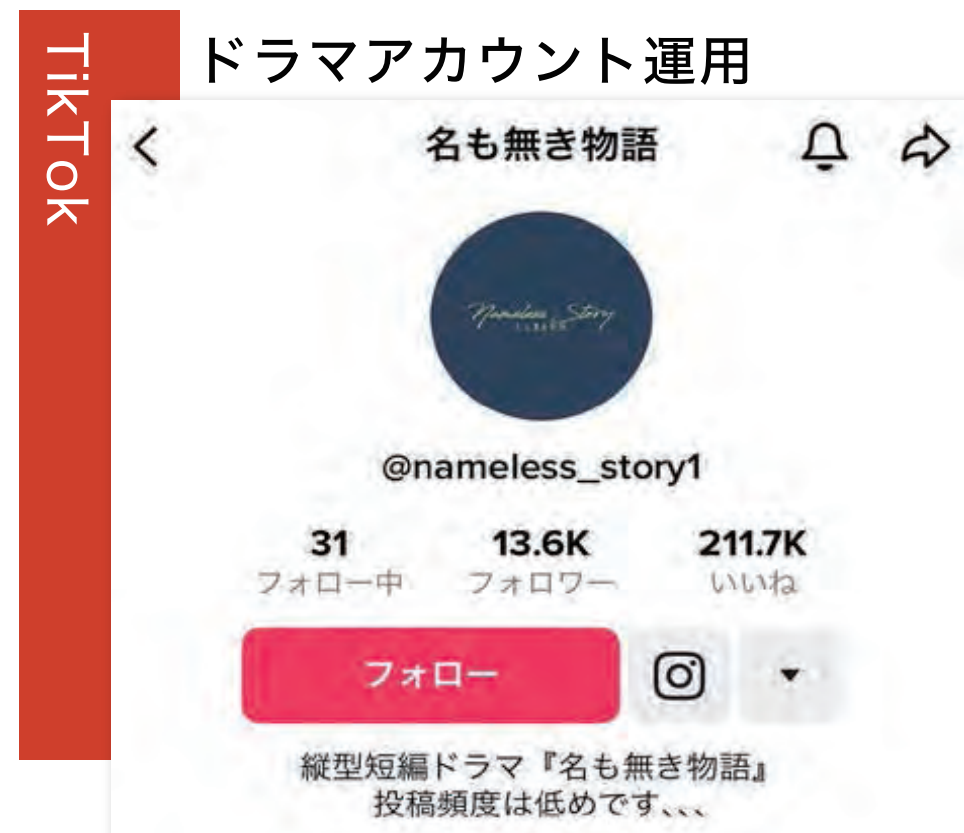 TikTok
ドラマアカウント運用
名も無き物語
Nameless Story
@nameless_story1
31
13.6K
211.7K
フォロー中
フォロワー
いいね
フォロー
縦型短編ドラマ『名も無き物語』
投稿頻度は低めです、、、